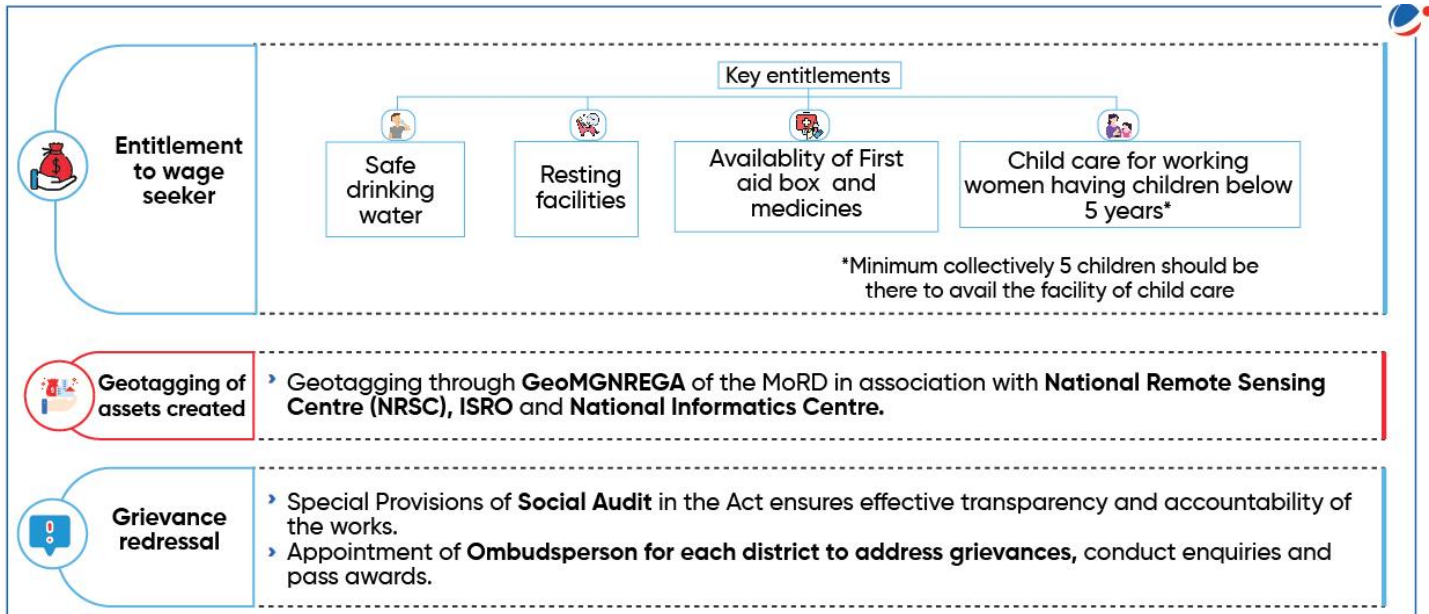 Key entitlements
Entitlement
to wage
seeker
Safe
drinking
water
Resting
facilities
Availablity of First
aid box and
medicines
Child care for working
women having children below
5 years*
*Minimum collectively 5 children should be
there to avail the facility of child care
Geotagging of
assets created
› Geotagging through GeoMGNREGA of the MoRD in association with National Remote Sensing
Centre (NRSC), ISRO and National Informatics Centre.
Grievance
redressal
› Special Provisions of Social Audit in the Act ensures effective transparency and accountability of
the works.
› Appointment of Ombudsperson for each district to address grievances, conduct enquiries and
pass awards.